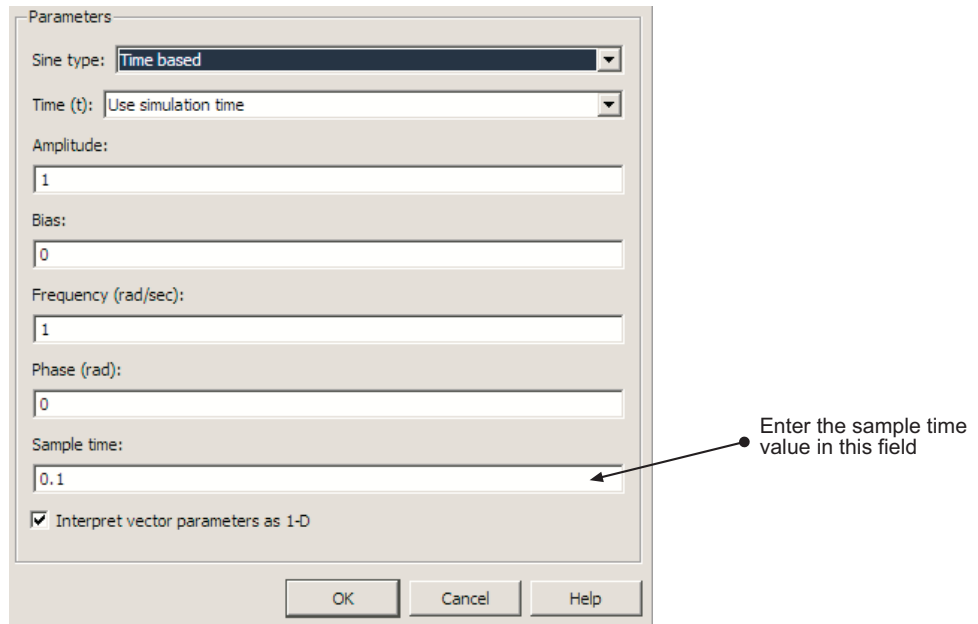 Parameters
Sine type: Time based
Time (t): Use simulation time
Amplitude:
1
Bias:
0
Frequency (rad/sec):
1
Phase (rad):
0
Sample time:
0.1
Interpret vector parameters as 1-D
Enter the sample time
value in this field
OK Cancel Help